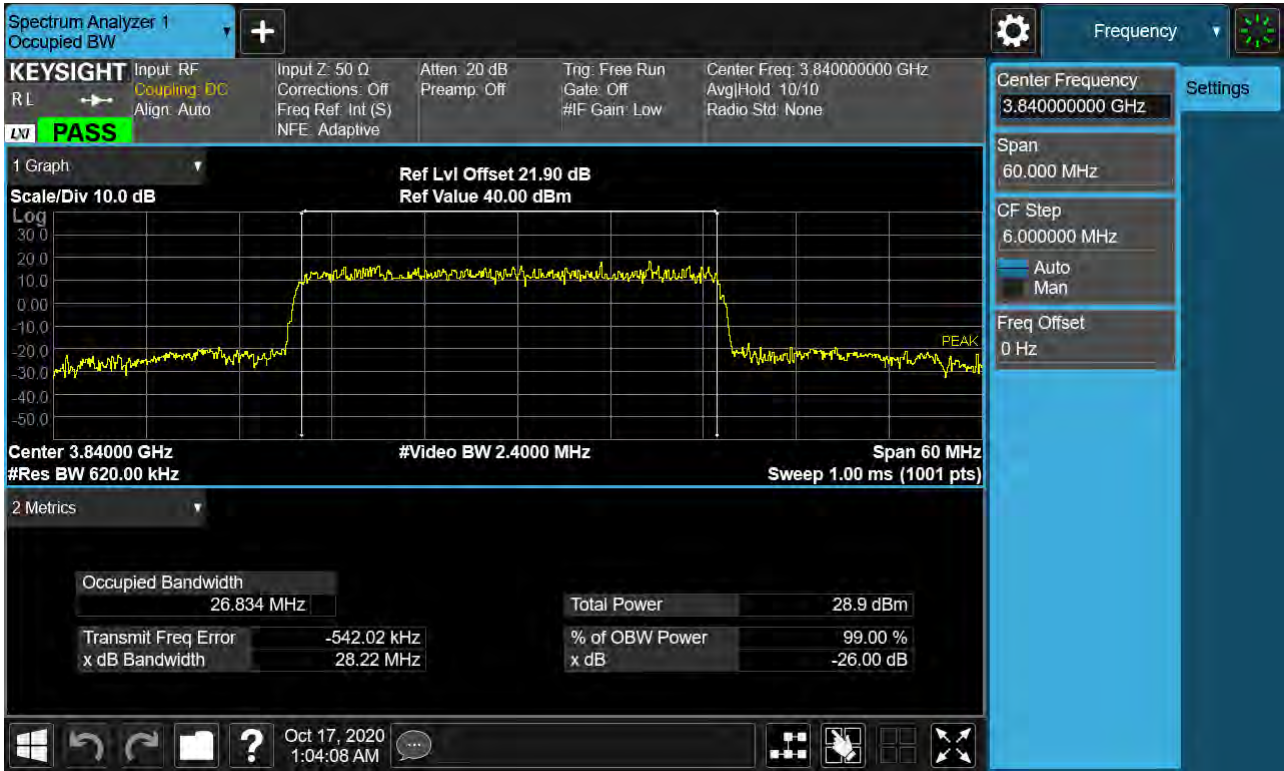 Spectrum Analyzer 1
Occupied BW
Frequency
KEYSIGHT
RL
LXI
PASS
Input: RF
Coupling: DC
Align: Auto
Input Z: 50 Ω
Corrections: Off
Freq Ref: Int (S)
NFE: Adaptive
Atten: 20 dB
Preamp: Off
Trig: Free Run
Gate: Off
#IF Gain: Low
Center Freq: 3.840000000 GHz
Avg|Hold: 10/10
Radio Std: None
1 Graph
Scale/Div 10.0 dB
Ref Lvl Offset 21.90 dB
Ref Value 40.00 dBm
Log
30.0
20.0
10.0
0.00
-10.0
-20.0
-30.0
-40.0
-50.0
PEAK
Center 3.84000 GHz
#Video BW 2.4000 MHz
Span 60 MHz
#Res BW 620.00 kHz
Sweep 1.00 ms (1001 pts)
2 Metrics
Occupied Bandwidth
26.834 MHz
Total Power 28.9 dBm
Transmit Freq Error -542.02 kHz
% of OBW Power 99.00 %
x dB Bandwidth 28.22 MHz
x dB -26.00 dB
Oct 17, 2020
1:04:08 AM
Center Frequency
3.840000000 GHz
Settings
Span
60.000 MHz
CF Step
6.000000 MHz
Auto
Man
Freq Offset
0 Hz